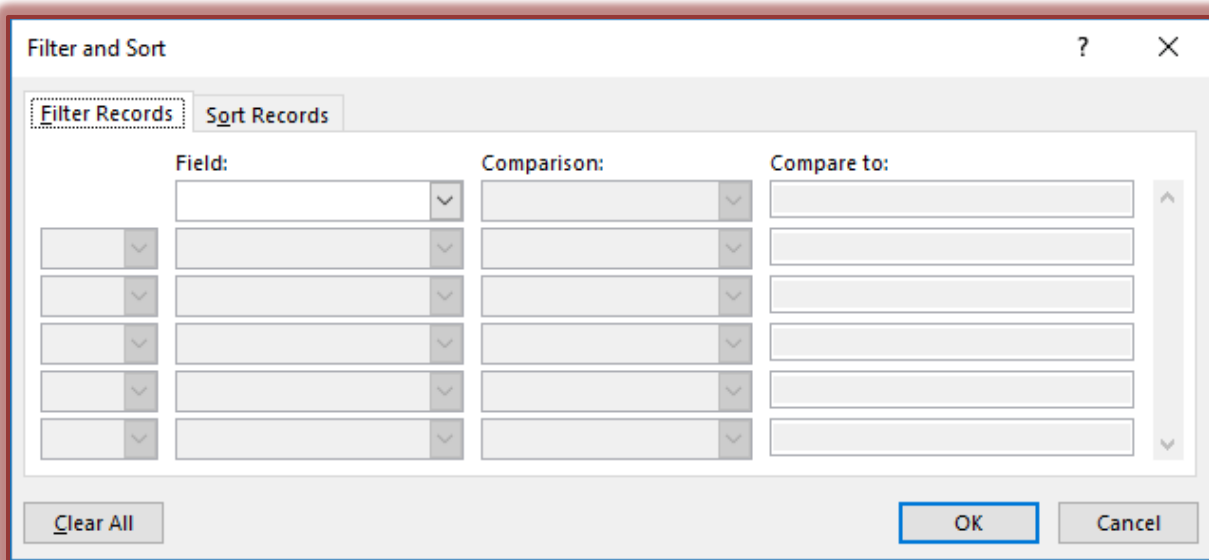 Filter and Sort ?
Filter Records Sort Records
Field: Comparison: Compare to:
Clear All OK Cancel